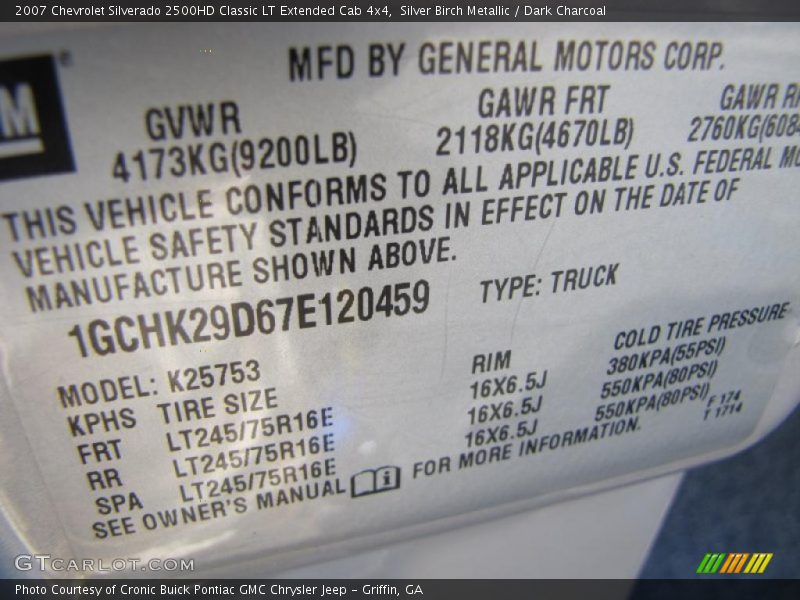 2007 Chevrolet Silverado 2500HD Classic LT Extended Cab 4x4, Silver Birch Metallic / Dark Charcoal
MFD BY GENERAL MOTORS CORP.
GVWR GAWR FRT GAWR
4173KG(9200LB) 2118KG(4670LB) 2760KG(608
THIS VEHICLE CONFORMS TO ALL APPLICABLE U.S. FEDERAL
VEHICLE SAFETY STANDARDS IN EFFECT ON THE DATE OF
MANUFACTURE SHOWN ABOVE.
1GCHK29D67E120459 TYPE: TRUCK
MODEL: K25753
KPHS TIRE SIZE RIM COLD TIRE PRESSURE
FRT LT245/75R16E 16X6.5J 380KPA(55PSI)
RR LT245/75R16E 16X6.5J 550KPA(80PSI)
SPA LT245/75R16E 16X6.5J 550KPA(80PSI)
F 174
T 1714
SEE OWNER'S MANUAL FOR MORE INFORMATION.
GTCARLOT.COM
Photo Courtesy of Cronic Buick Pontiac GMC Chrysler Jeep - Griffin, GA